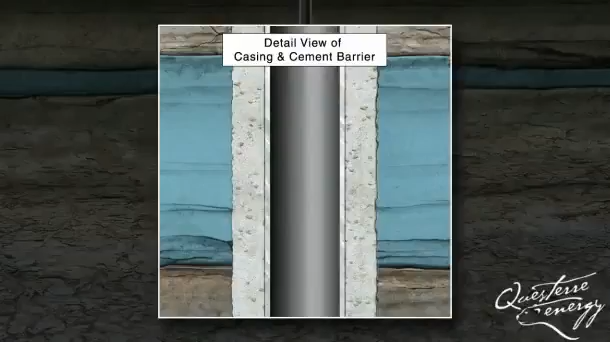 Detail View of
Casing & Cement Barrier
Questerre
energy